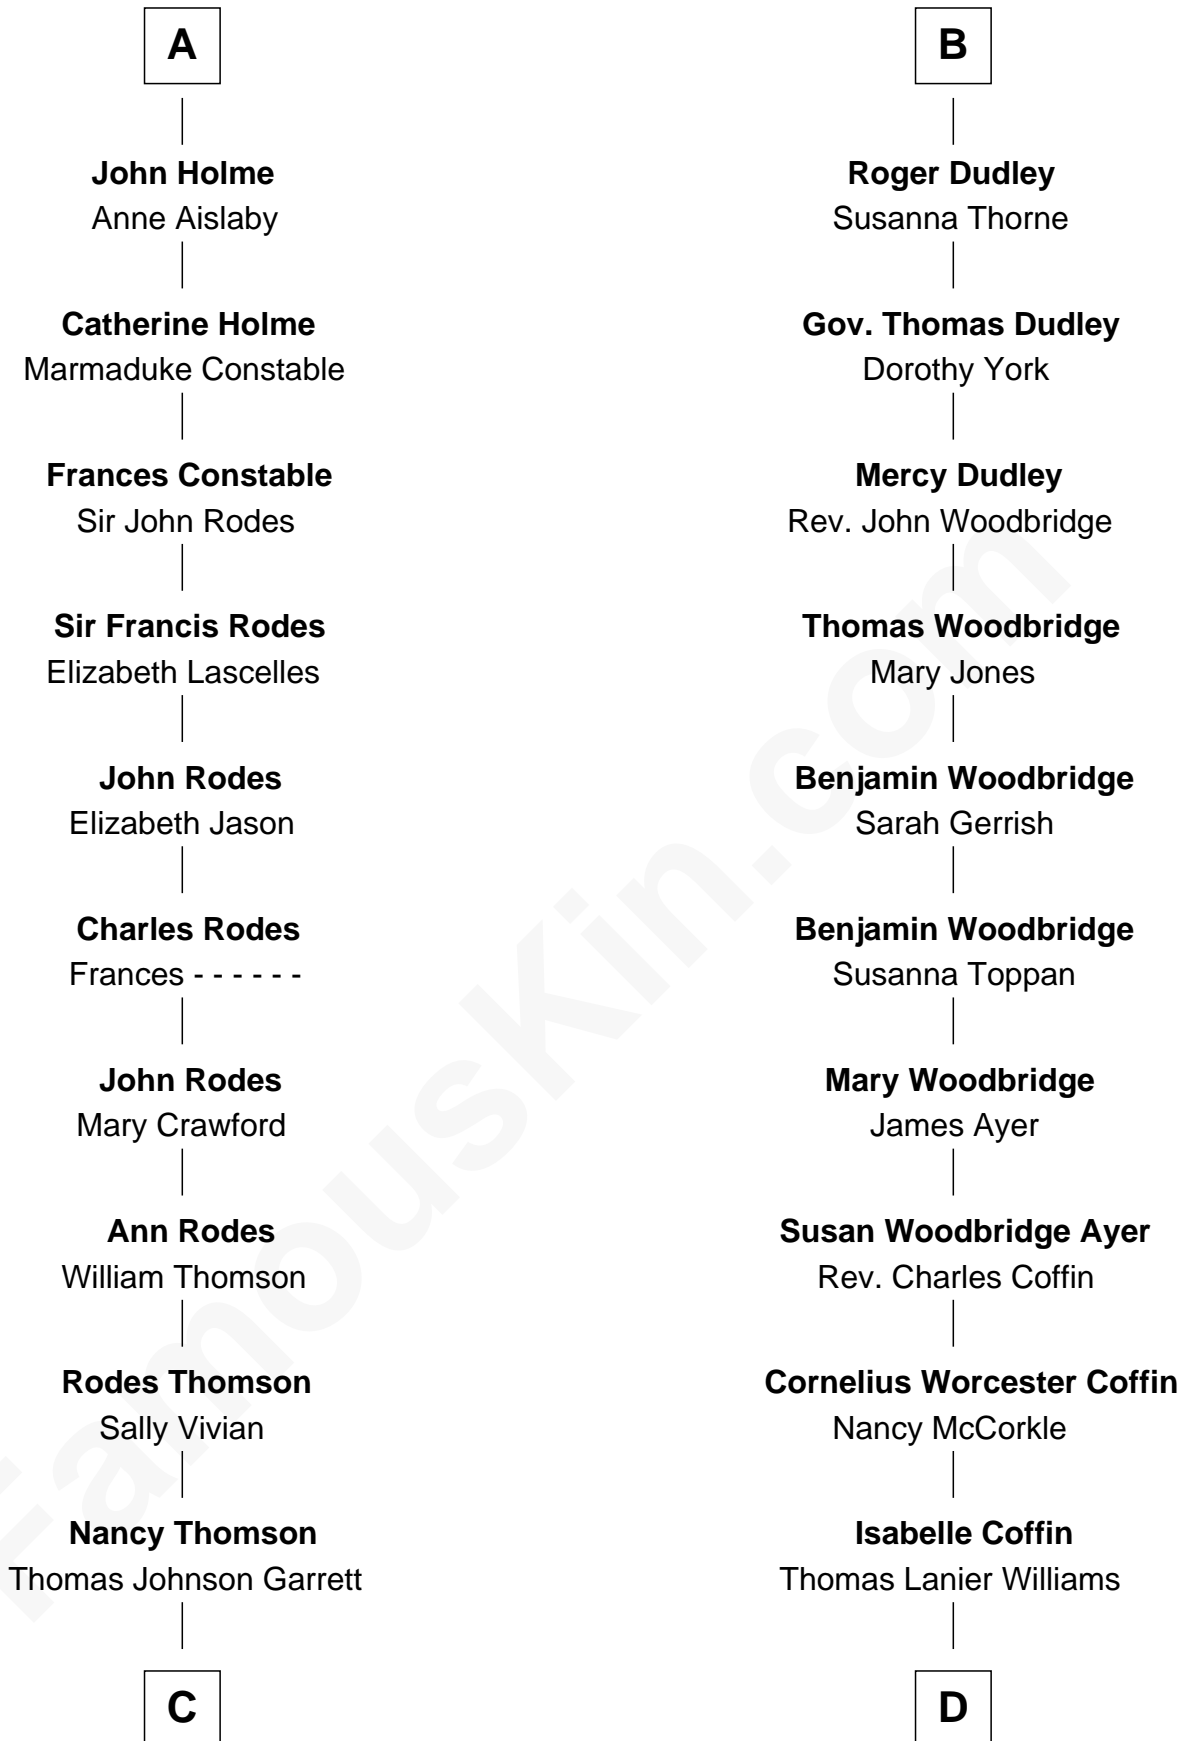 A
John Holme
Anne Aislaby
Catherine Holme
Marmaduke Constable
Frances Constable
Sir John Rodes
Sir Francis Rodes
Elizabeth Lascelles
John Rodes
Elizabeth Jason
Charles Rodes
Frances - - - - - -
John Rodes
Mary Crawford
Ann Rodes
William Thomson
Rodes Thomson
Sally Vivian
Nancy Thomson
Thomas Johnson Garrett
C
B
Roger Dudley
Susanna Thorne
Gov. Thomas Dudley
Dorothy York
Mercy Dudley
Rev. John Woodbridge
Thomas Woodbridge
Mary Jones
Benjamin Woodbridge
Sarah Gerrish
Benjamin Woodbridge
Susanna Toppan
Mary Woodbridge
James Ayer
Susan Woodbridge Ayer
Rev. Charles Coffin
Cornelius Worcester Coffin
Nancy McCorkle
Isabelle Coffin
Thomas Lanier Williams
D
FamousKin.com